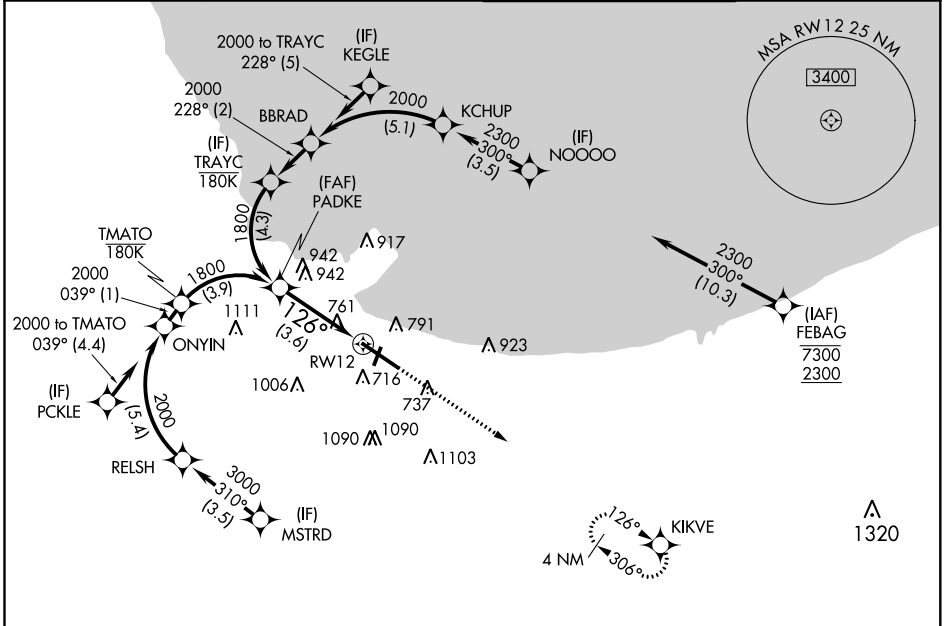 MSA RW12 25 NM
3400
(IF)
KEGLE
2000 to TRAYC
228° (5)
2000
228° (2)
BBRAD
2000
(5.1)
KCHUP
2300
300°
(3.5)
(IF)
NOOOO
(IF)
TRAYC
180K
(FAF)
PADKE
1800
(4.3)
942
942
917
TMATO
180K
2000
039° (1)
1800
(3.9)
2000 to TMATO
039° (4.4)
ONYIN
1111
126°
(3.6)
761
791
923
RW12
716
737
1006
1090
1090
1103
(IF)
PCKLE
2000
(5.4)
RELSH
3000
310°
(3.5)
(IF)
MSTRD
2300
300°
(10.3)
(IAF)
FEBAG
7300
2300
126°
306°
4 NM
KIKVE
1320